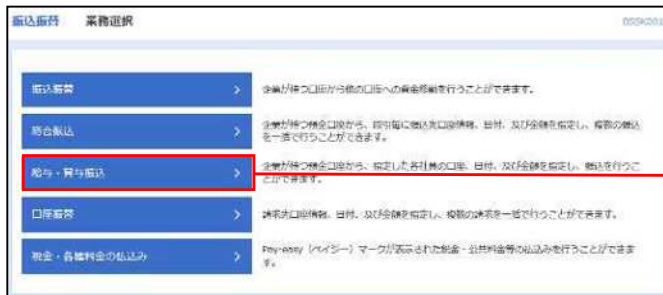 振込振替 業務選択
BSSK001
振込振替
企業が持つ口座から他の口座への資金移動を行うことができます。
総合振込
企業が持つ預金口座から、取引毎に振込先口座情報、日付、及び金額を指定し、複数の振込
を一括で行うことができます。
給与・賞与振込
企業が持つ預金口座から、指定した各社員の口座、日付、及び金額を指定し、振込を行うこ
とができます。
口座振替
請求先口座情報、日付、及び金額を指定し、複数の請求を一括で行うことができます。
税金・各種料金の払込み
Pay-easy（ペイジー）マークが表示された税金・公共料金等の払込みを行うことができま
す。